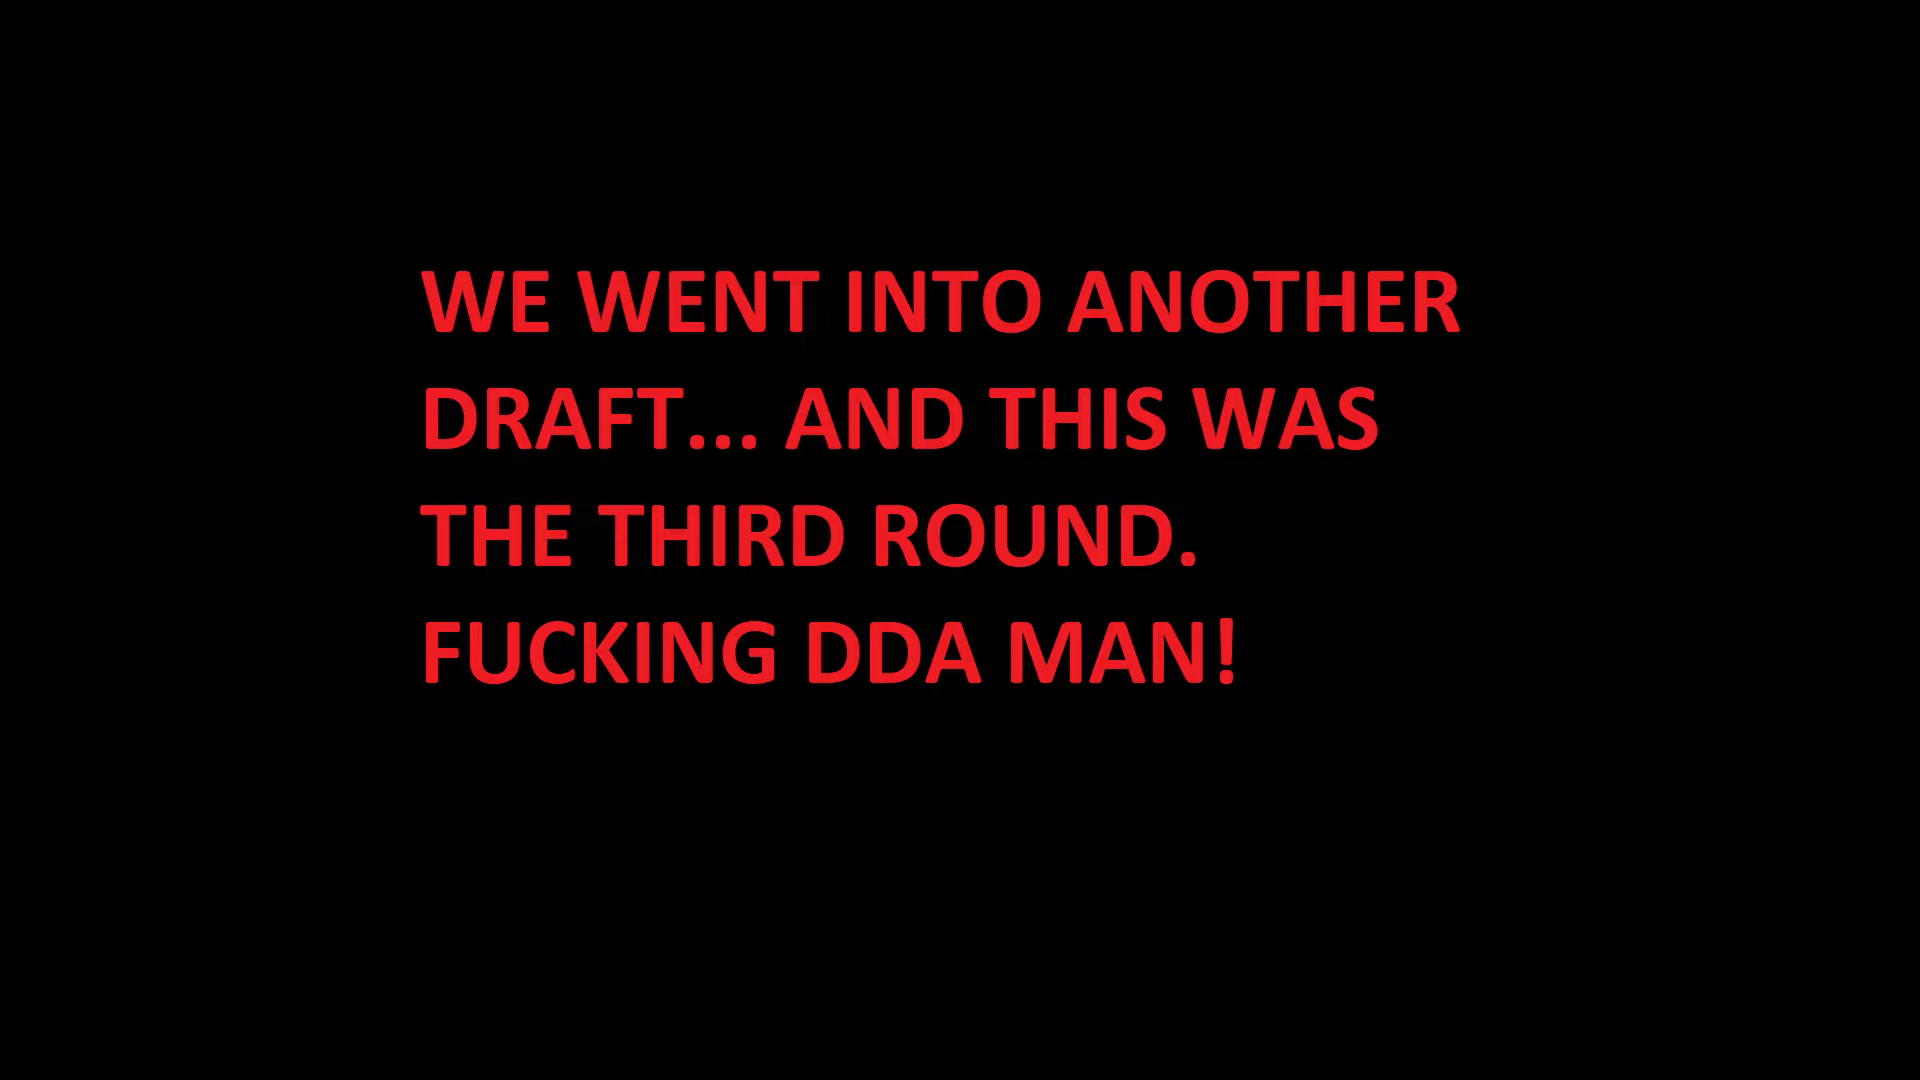 WE WENT INTO ANOTHER
DRAFT... AND THIS WAS
THE THIRD ROUND.
FUCKING DDA MAN!